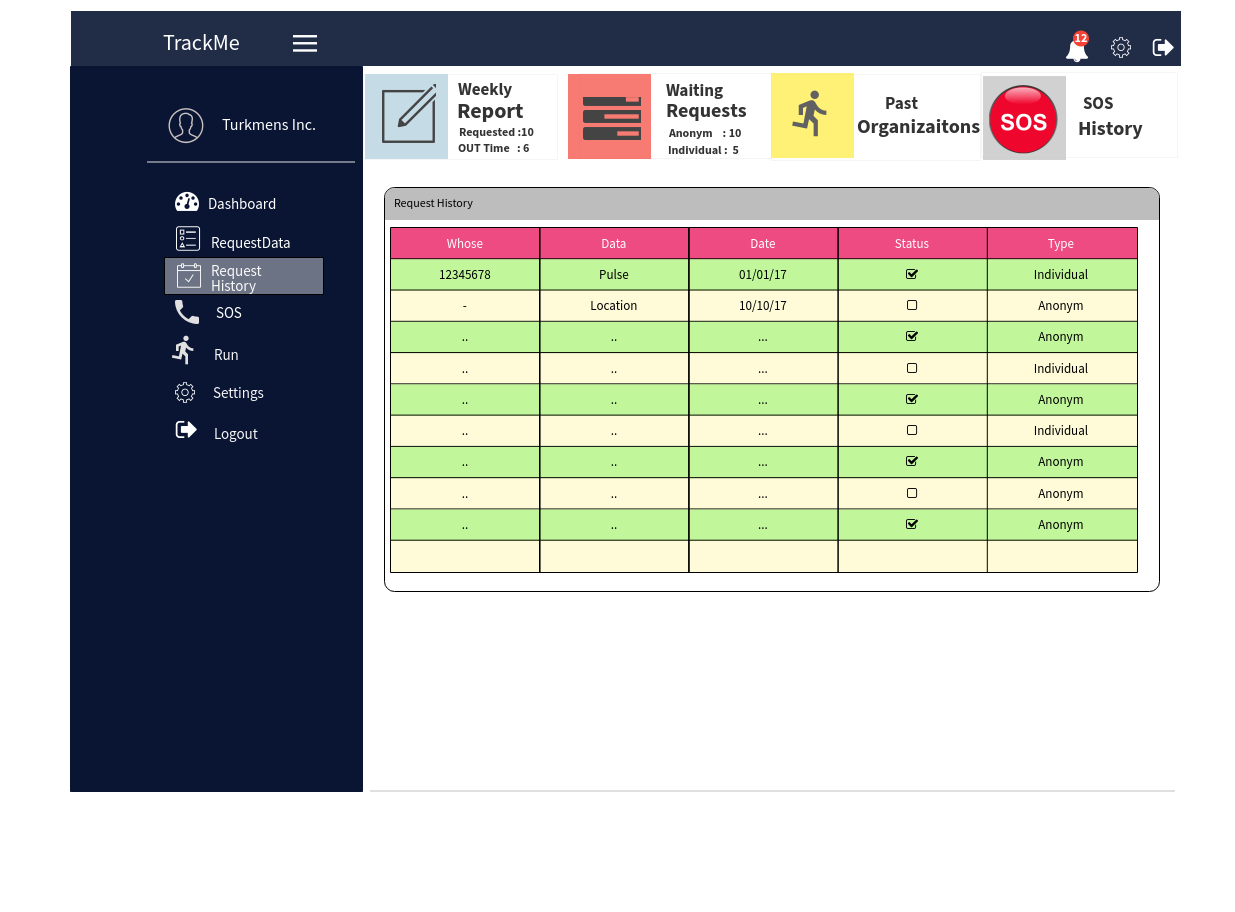 TrackMe
12
Turkmens Inc.
Dashboard
RequestData
Request
History
SOS
Run
Settings
Logout
Weekly
Report
Requested :10
OUT Time : 6
Waiting
Requests
Anonym : 10
Individual : 5
Past
Organizaitons
SOS
SOS
History
Request History
Whose Data Date Status Type
12345678 Pulse 01/01/17 Individual
- Location 10/10/17 Anonym
.. .. ... Anonym
.. .. ... Individual
.. .. ... Anonym
.. .. ... Individual
.. .. ... Anonym
.. .. ... Anonym
.. .. ... Anonym